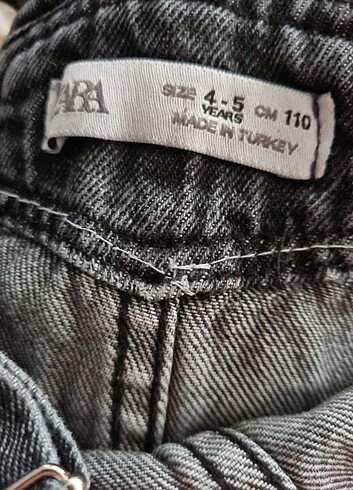 ZARA
SIZE 4-5 YEARS CM 110
MADE IN TURKEY